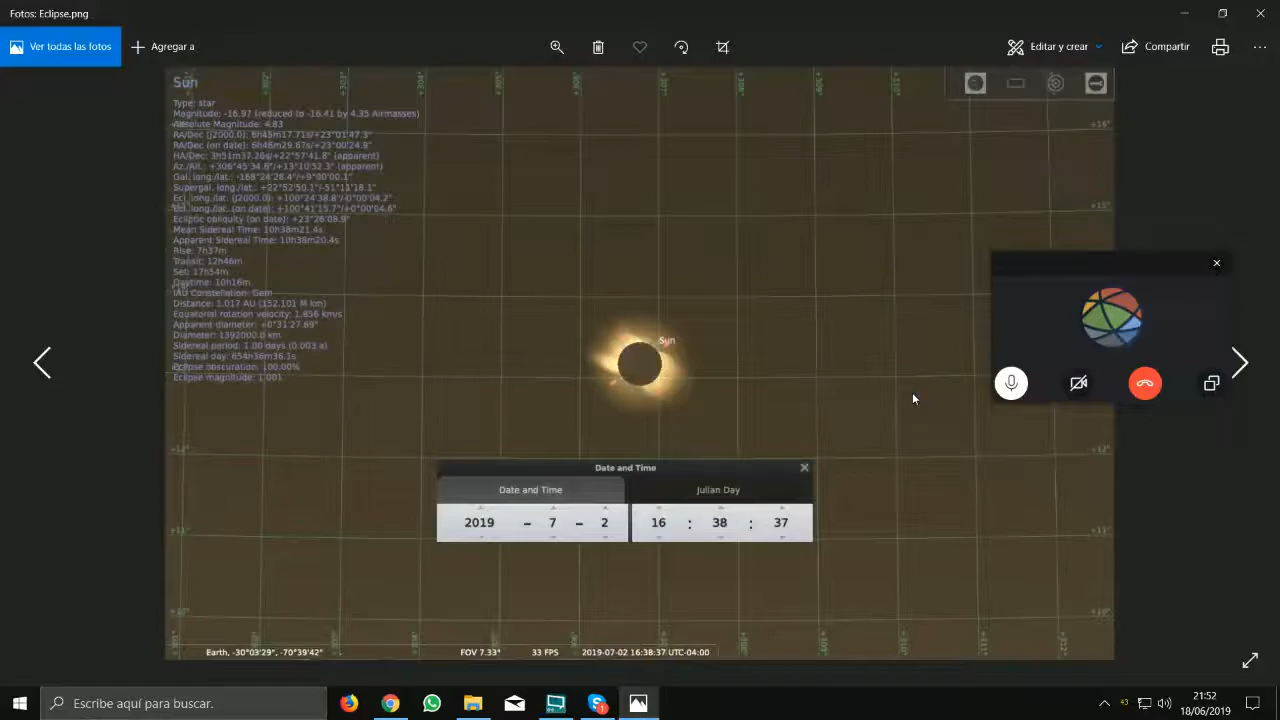 Fotos: Eclipse.png
Ver todas las fotos
Agregar a
Editar y crear
Compartir
Sun
Type: star
Magnitude: -16.97 (reduced to -16.41 by 4.35 Airmasses)
Absolute Magnitude: 4.83
RA/Dec (J2000.0): 6h45m17.71s/+23°01'47.3"
RA/Dec (on date): 6h46m29.67s/+23°00'24.9"
HA/Dec: 3h51m37.26s/+22°57'41.8" (apparent)
Az./Alt.: +306°45'34.6"/+13°10'52.3" (apparent)
Gal. long./lat.: -168°24'28.4"/+9°00'00.1"
Supergal. long./lat.: +22°52'50.1"/-51°11'18.1"
Ecl. long./lat. (J2000.0): +100°24'38.8"/-0°00'04.2"
Ecl. long./lat. (on date): +100°41'15.7"/+0°00'04.6"
Ecliptic obliquity (on date): +23°26'08.9"
Mean Sidereal Time: 10h38m21.4s
Apparent Sidereal Time: 10h38m20.4s
Rise: 7h37m
Transit: 12h46m
Set: 17h54m
Daytime: 10h16m
IAU Constellation: Gem
Distance: 1.017 AU (152.101 M km)
Equatorial rotation velocity: 1.856 km/s
Apparent diameter: +0°31'27.69"
Diameter: 1392000.0 km
Sidereal period: 1.00 days (0.003 a)
Sidereal day: 654h36m36.1s
Eclipse obscuration: 100.00%
Eclipse magnitude: 1.001
+14°
+15°
Sun
+12°
+12°
+11°
+11°
Date and Time
Date and Time
Julian Day
2019 - 7 - 2
16 : 38 : 37
Earth, -30°03'29", -70°39'42"
FOV 7.33°
33 FPS
2019-07-02 16:38:37 UTC-04:00
Escribe aquí para buscar.
43
21:52
18/06/2019